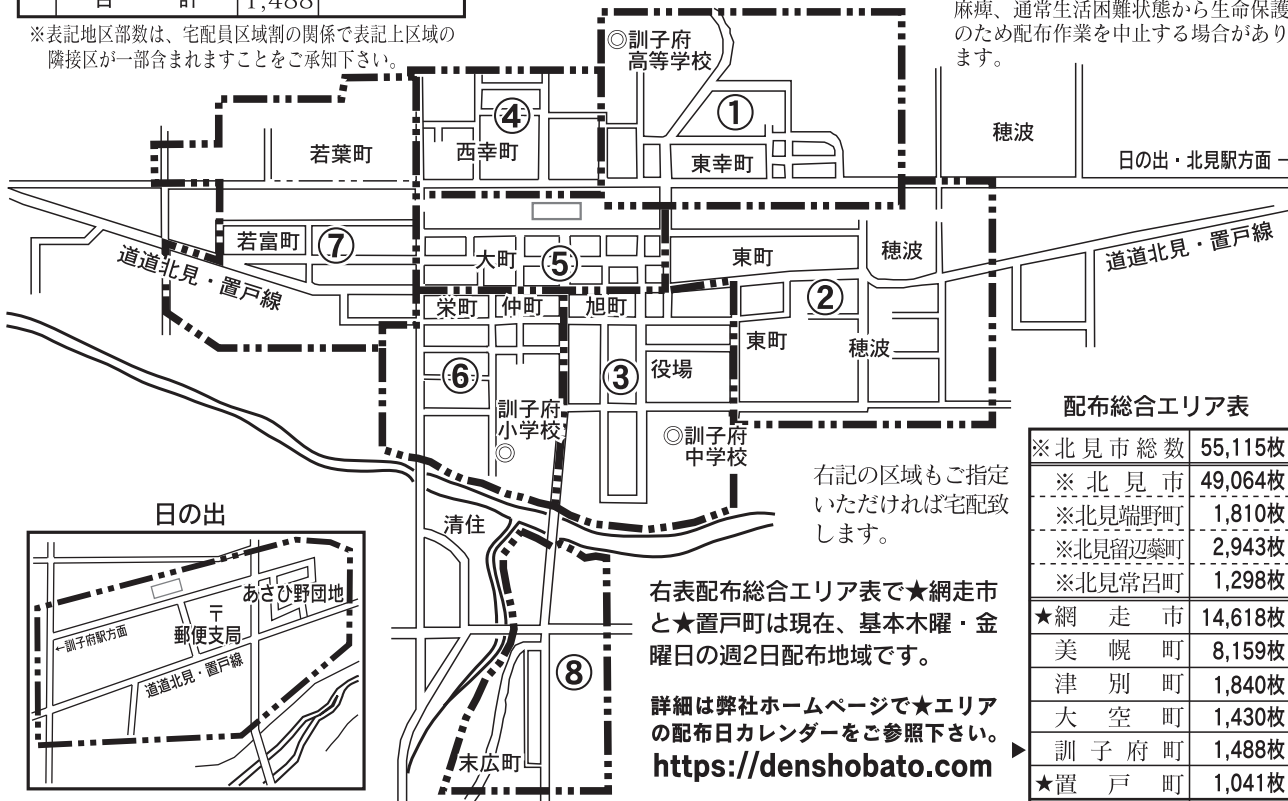 合 計 1,488
※表記地区部数は、宅配員区域割の関係で表記上区域の
隣接区が一部含まれますことをご承知下さい。
麻痺、通常生活困難状態から生命保護
のため配布作業を中止する場合があり
ます。
◎訓子府
高等学校
①
④
若葉町
西幸町
東幸町
穂波
日の出・北見駅方面
若富町
⑦
大町
⑤
東町
穂波
道道北見・置戸線
道道北見・置戸線
②
栄町
仲町
旭町
東町
穂波
⑥
③
役場
訓子府
小学校
◎
◎訓子府
中学校
清住
⑧
末広町
右記の区域もご指定
いただければ宅配致
します。
日の出
あさひ野団地
〒
郵便支局
←訓子府駅方面
道道北見・置戸線
右表配布総合エリア表で★網走市
と★置戸町は現在、基本木曜・金
曜日の週2日配布地域です。
詳細は弊社ホームページで★エリア
の配布日カレンダーをご参照下さい。
https://denshobato.com
配布総合エリア表
※北見市総数 55,115枚
※北見市 49,064枚
※北見端野町 1,810枚
※北見留辺蘂町 2,943枚
※北見常呂町 1,298枚
★網走市 14,618枚
美幌町 8,159枚
津別町 1,840枚
大空町 1,430枚
▶訓子府町 1,488枚
★置戸町 1,041枚